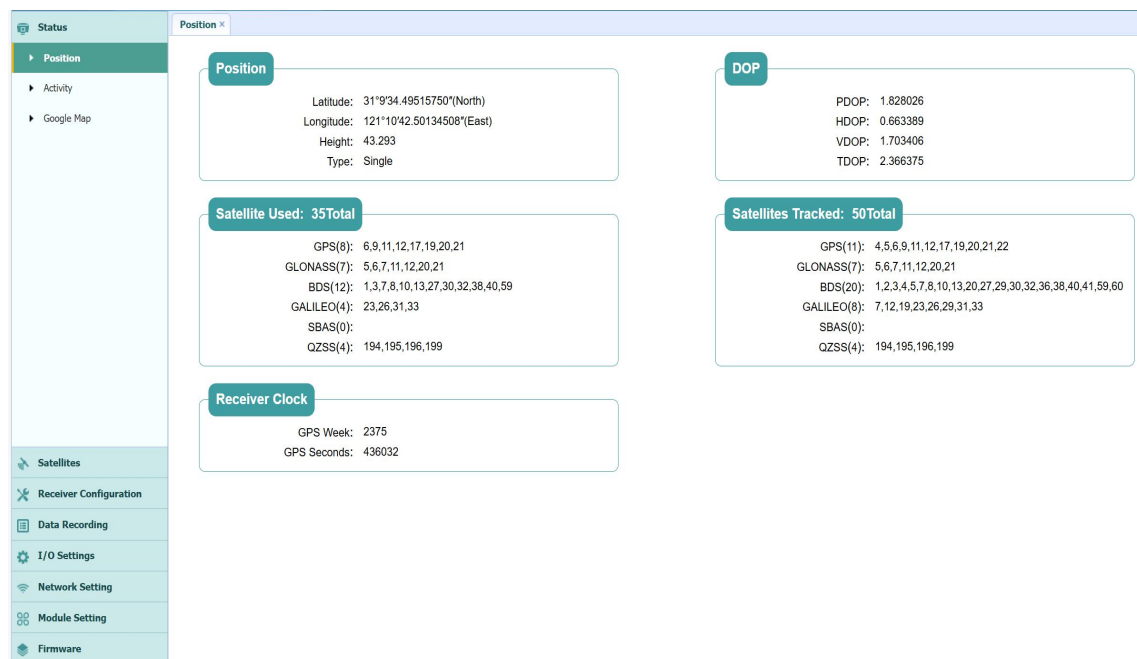 Status
Position
Activity
Google Map
Satellites
Receiver Configuration
Data Recording
I/O Settings
Network Setting
Module Setting
Firmware
Position ×
Position
Latitude: 31°9'34.49515750"(North)
Longitude: 121°10'42.50134508"(East)
Height: 43.293
Type: Single
DOP
PDOP: 1.828026
HDOP: 0.663389
VDOP: 1.703406
TDOP: 2.366375
Satellite Used: 35Total
GPS(8): 6,9,11,12,17,19,20,21
GLONASS(7): 5,6,7,11,12,20,21
BDS(12): 1,3,7,8,10,13,27,30,32,38,40,59
GALILEO(4): 23,26,31,33
SBAS(0):
QZSS(4): 194,195,196,199
Satellites Tracked: 50Total
GPS(11): 4,5,6,9,11,12,17,19,20,21,22
GLONASS(7): 5,6,7,11,12,20,21
BDS(20): 1,2,3,4,5,7,8,10,13,20,27,29,30,32,36,38,40,41,59,60
GALILEO(8): 7,12,19,23,26,29,31,33
SBAS(0):
QZSS(4): 194,195,196,199
Receiver Clock
GPS Week: 2375
GPS Seconds: 436032